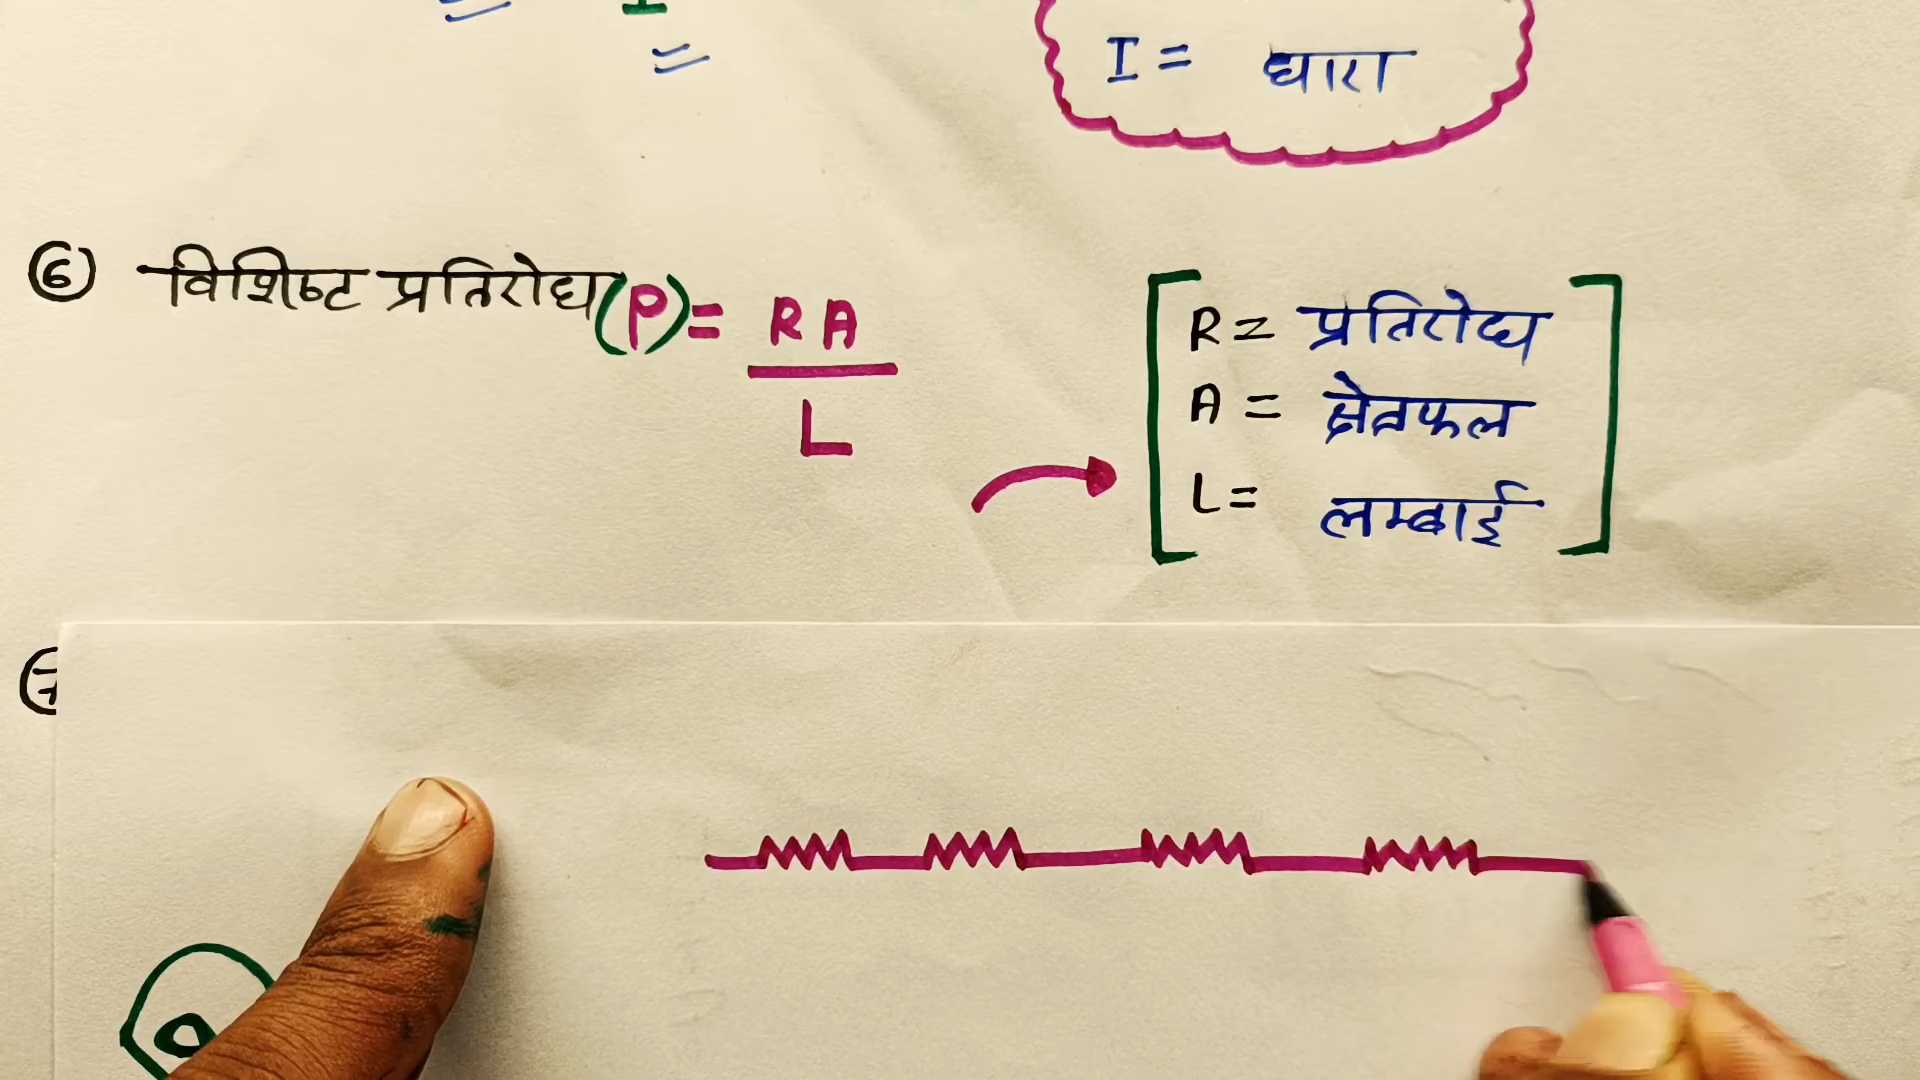 I = धारा
⑥ विशिष्ट प्रतिरोध (P) = RA / L
R = प्रतिरोध
A = क्षेत्रफल
L = लम्बाई